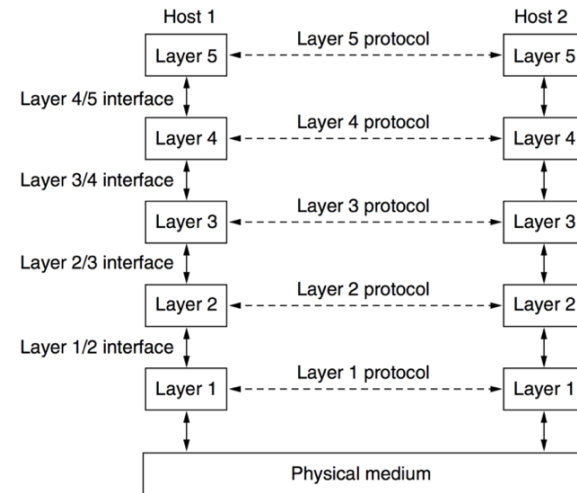 Host 1
Host 2
Layer 5
Layer 5 protocol
Layer 5
Layer 4/5 interface
Layer 4
Layer 4 protocol
Layer 4
Layer 3/4 interface
Layer 3
Layer 3 protocol
Layer 3
Layer 2/3 interface
Layer 2
Layer 2 protocol
Layer 2
Layer 1/2 interface
Layer 1
Layer 1 protocol
Layer 1
Physical medium